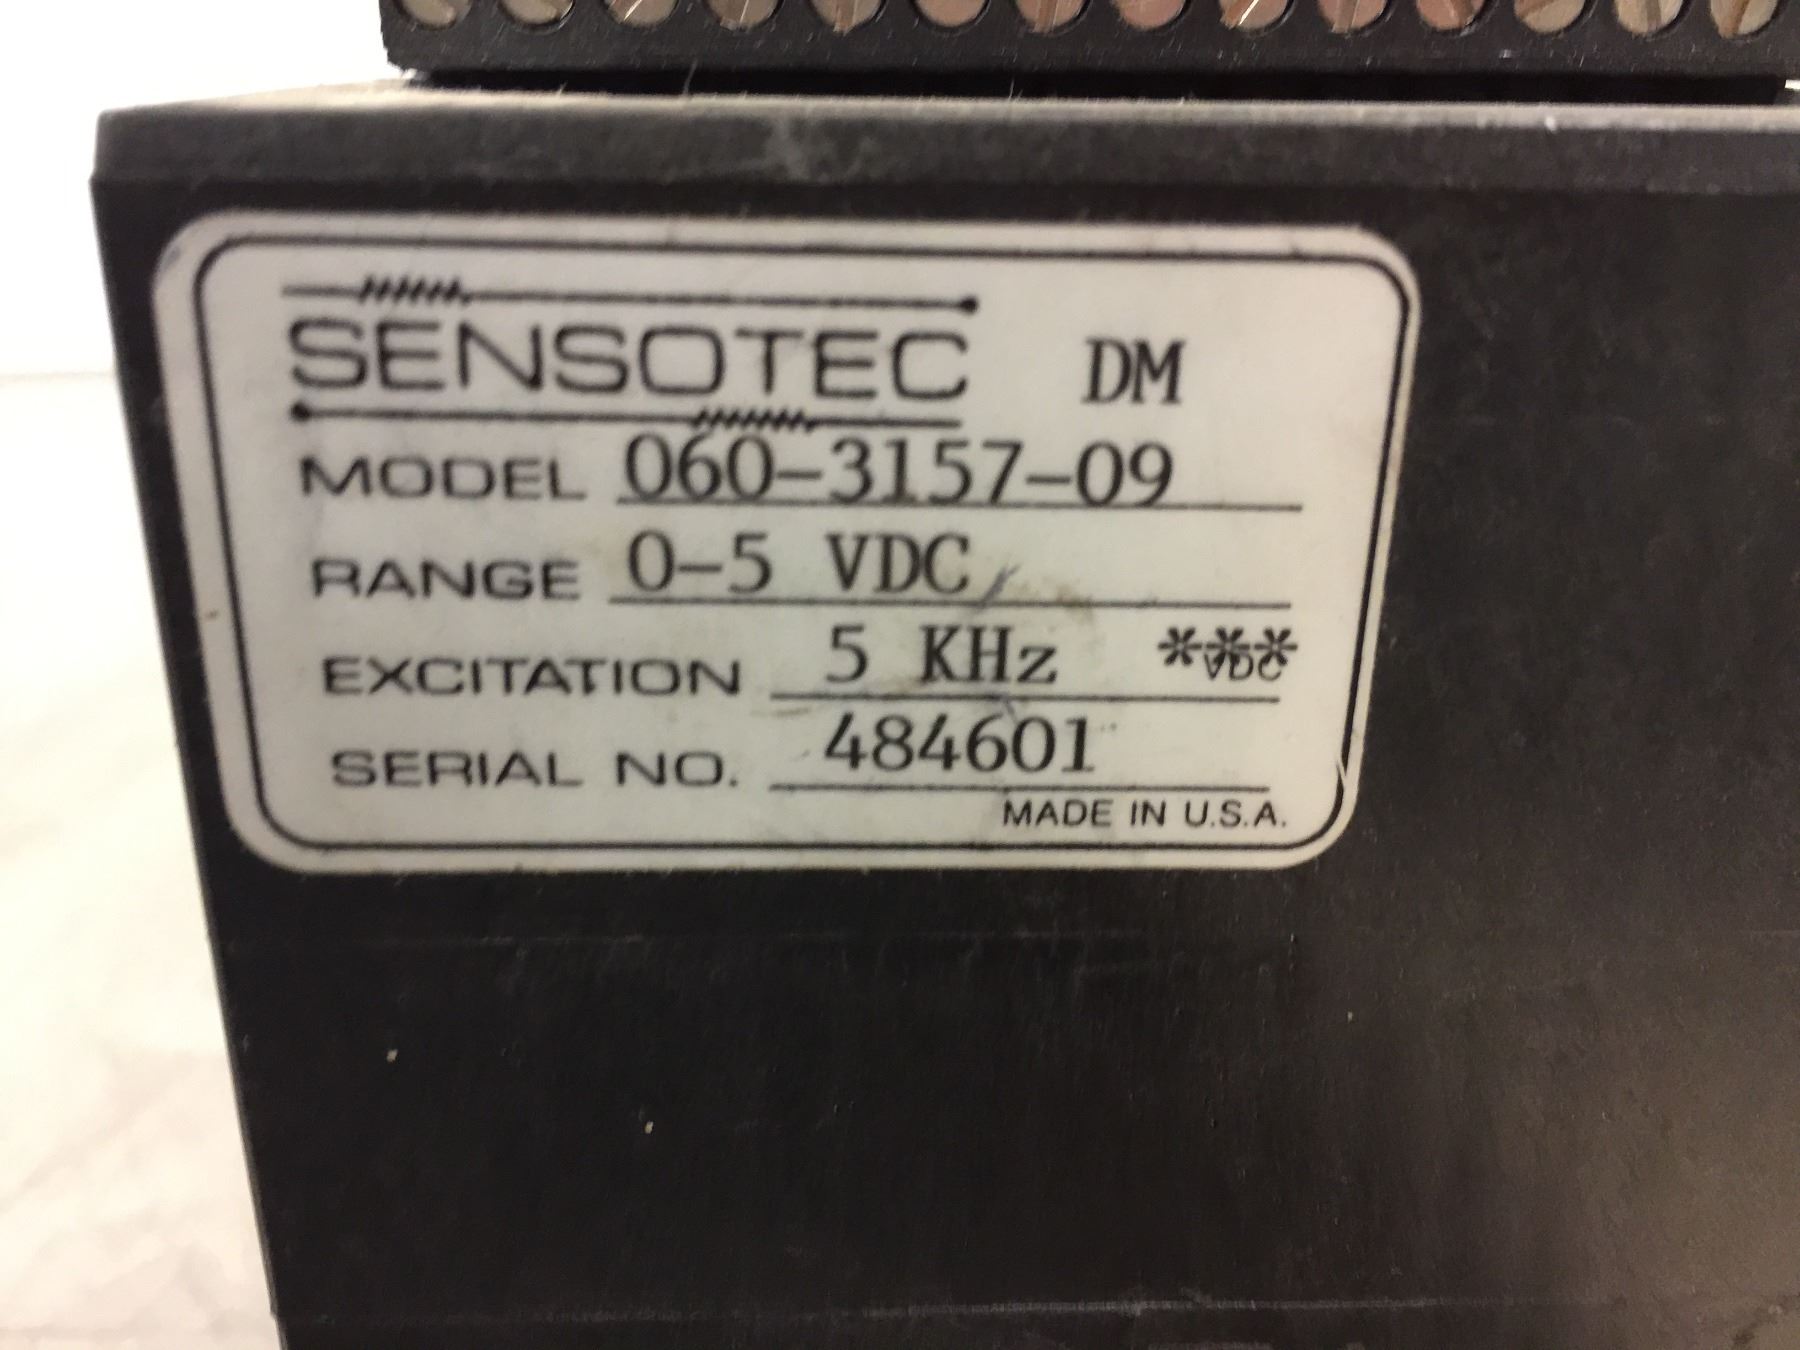 SENSOTEC DM
MODEL 060-3157-09
RANGE 0-5 VDC
EXCITATION 5 KHz ***VDC
SERIAL NO. 484601
MADE IN U.S.A.